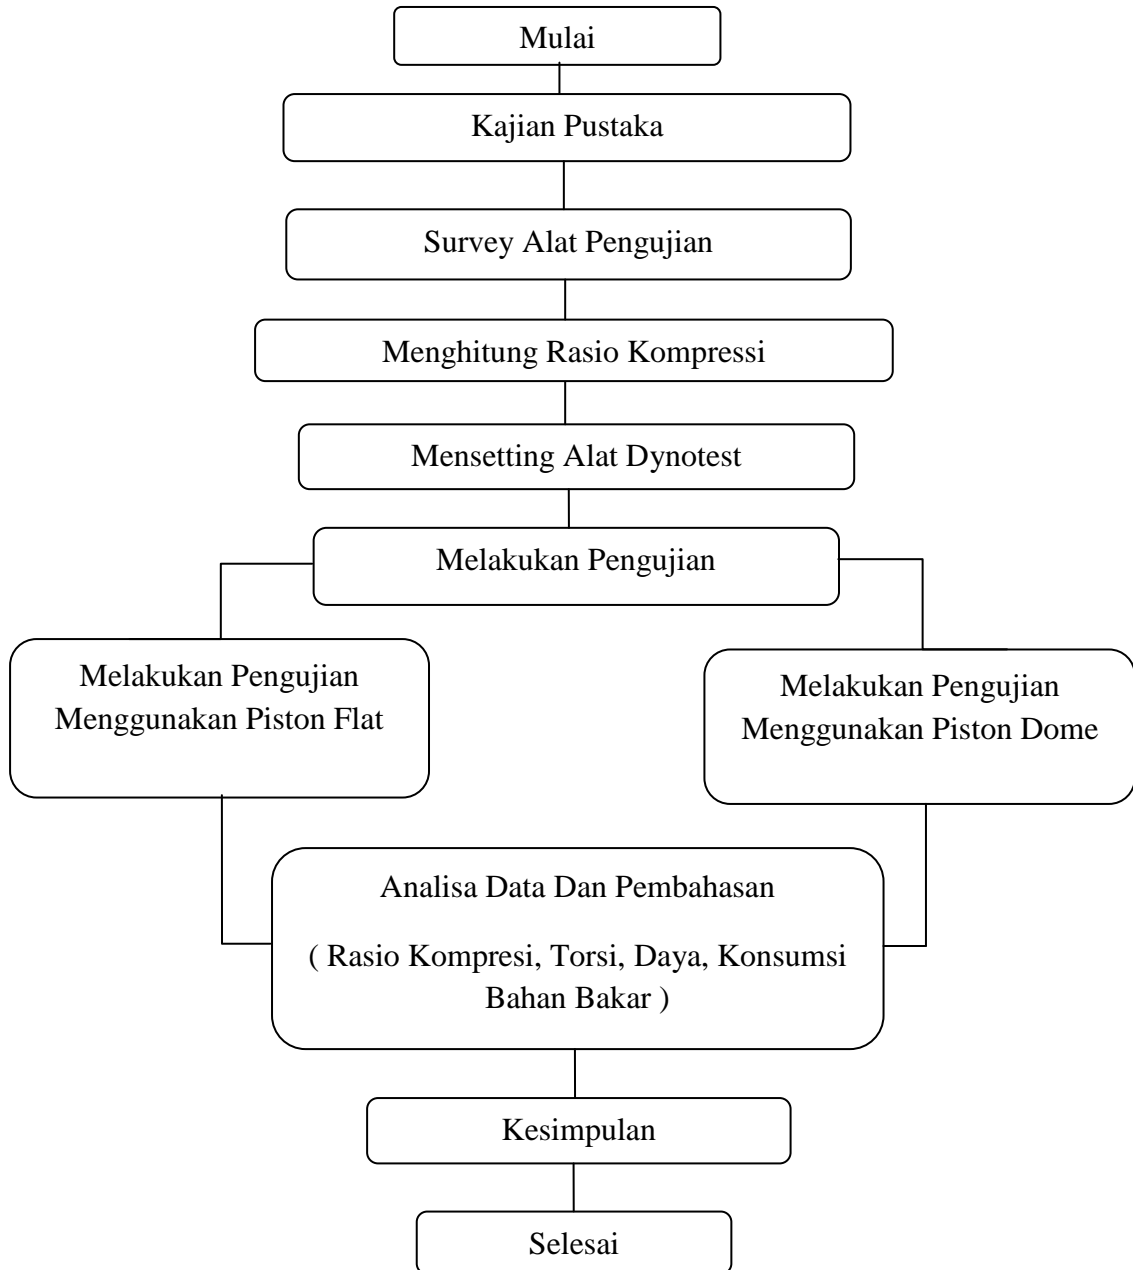 Mulai
Kajian Pustaka
Survey Alat Pengujian
Menghitung Rasio Kompressi
Mensetting Alat Dynotest
Melakukan Pengujian
Melakukan Pengujian
Menggunakan Piston Flat
Melakukan Pengujian
Menggunakan Piston Dome
Analisa Data Dan Pembahasan
( Rasio Kompresi, Torsi, Daya, Konsumsi
Bahan Bakar )
Kesimpulan
Selesai